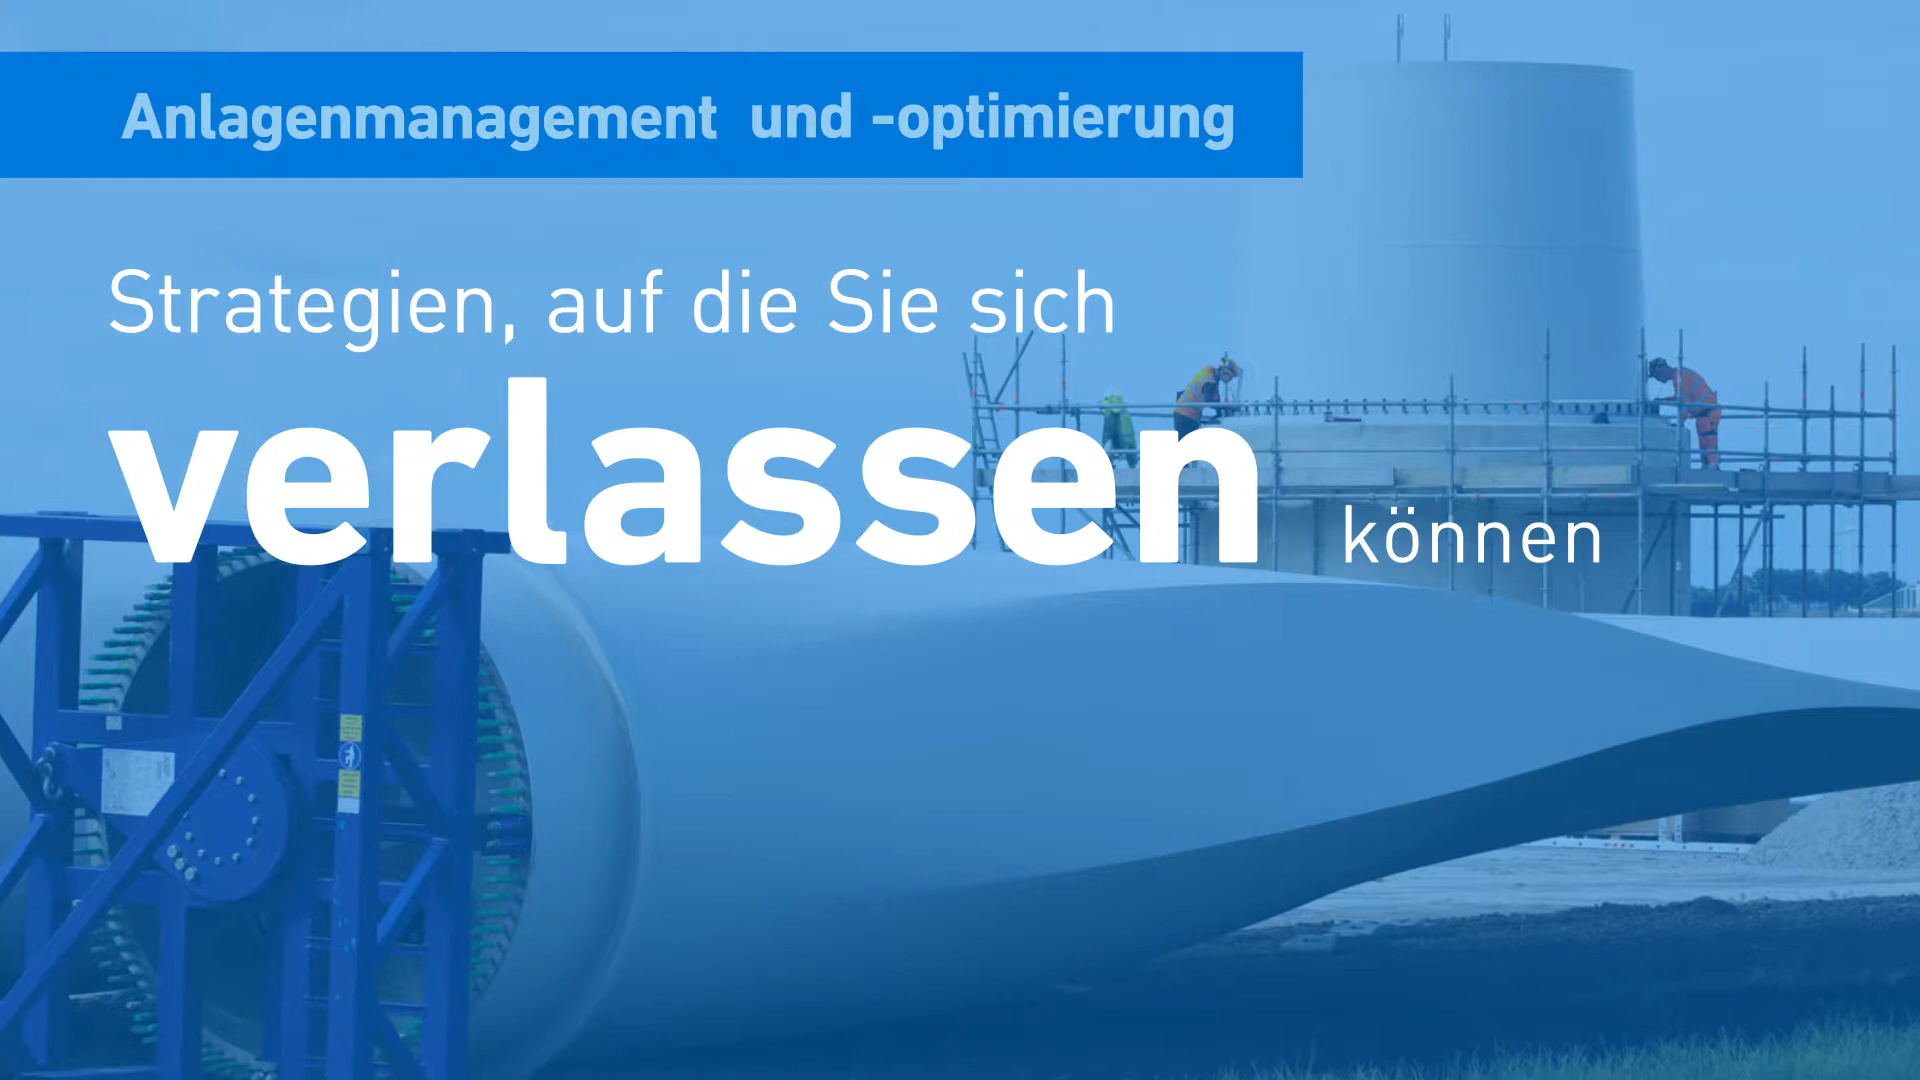 Anlagenmanagement und -optimierung
Strategien, auf die Sie sich
verlassen können